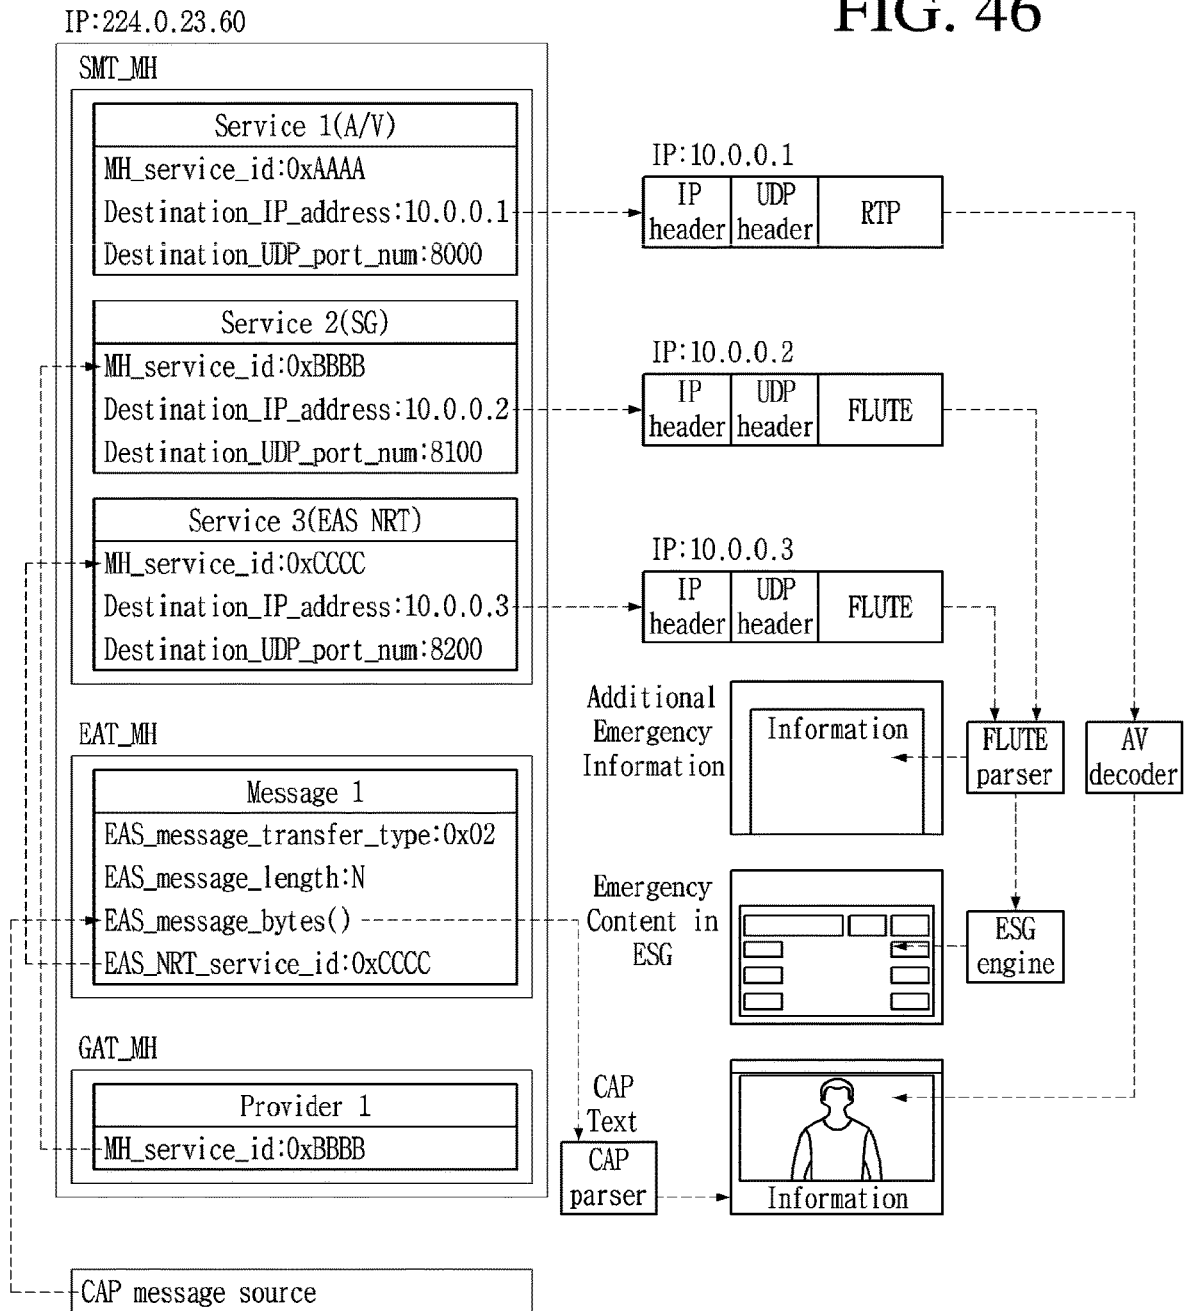 FIG. 46
IP:224.0.23.60
SMT_MH
Service 1(A/V)
MH_service_id:0xAAAA
Destination_IP_address:10.0.0.1
Destination_UDP_port_num:8000
IP:10.0.0.1
IP header
UDP header
RTP
Service 2(SG)
MH_service_id:0xBBBB
Destination_IP_address:10.0.0.2
Destination_UDP_port_num:8100
IP:10.0.0.2
IP header
UDP header
FLUTE
Service 3(EAS NRT)
MH_service_id:0xCCCC
Destination_IP_address:10.0.0.3
Destination_UDP_port_num:8200
IP:10.0.0.3
IP header
UDP header
FLUTE
EAT_MH
Message 1
EAS_message_transfer_type:0x02
EAS_message_length:N
EAS_message_bytes()
EAS_NRT_service_id:0xCCCC
Additional
Emergency
Information
Information
FLUTE
parser
AV
decoder
Emergency
Content in
ESG
ESG
engine
GAT_MH
Provider 1
MH_service_id:0xBBBB
CAP
Text
CAP
parser
Information
CAP message source